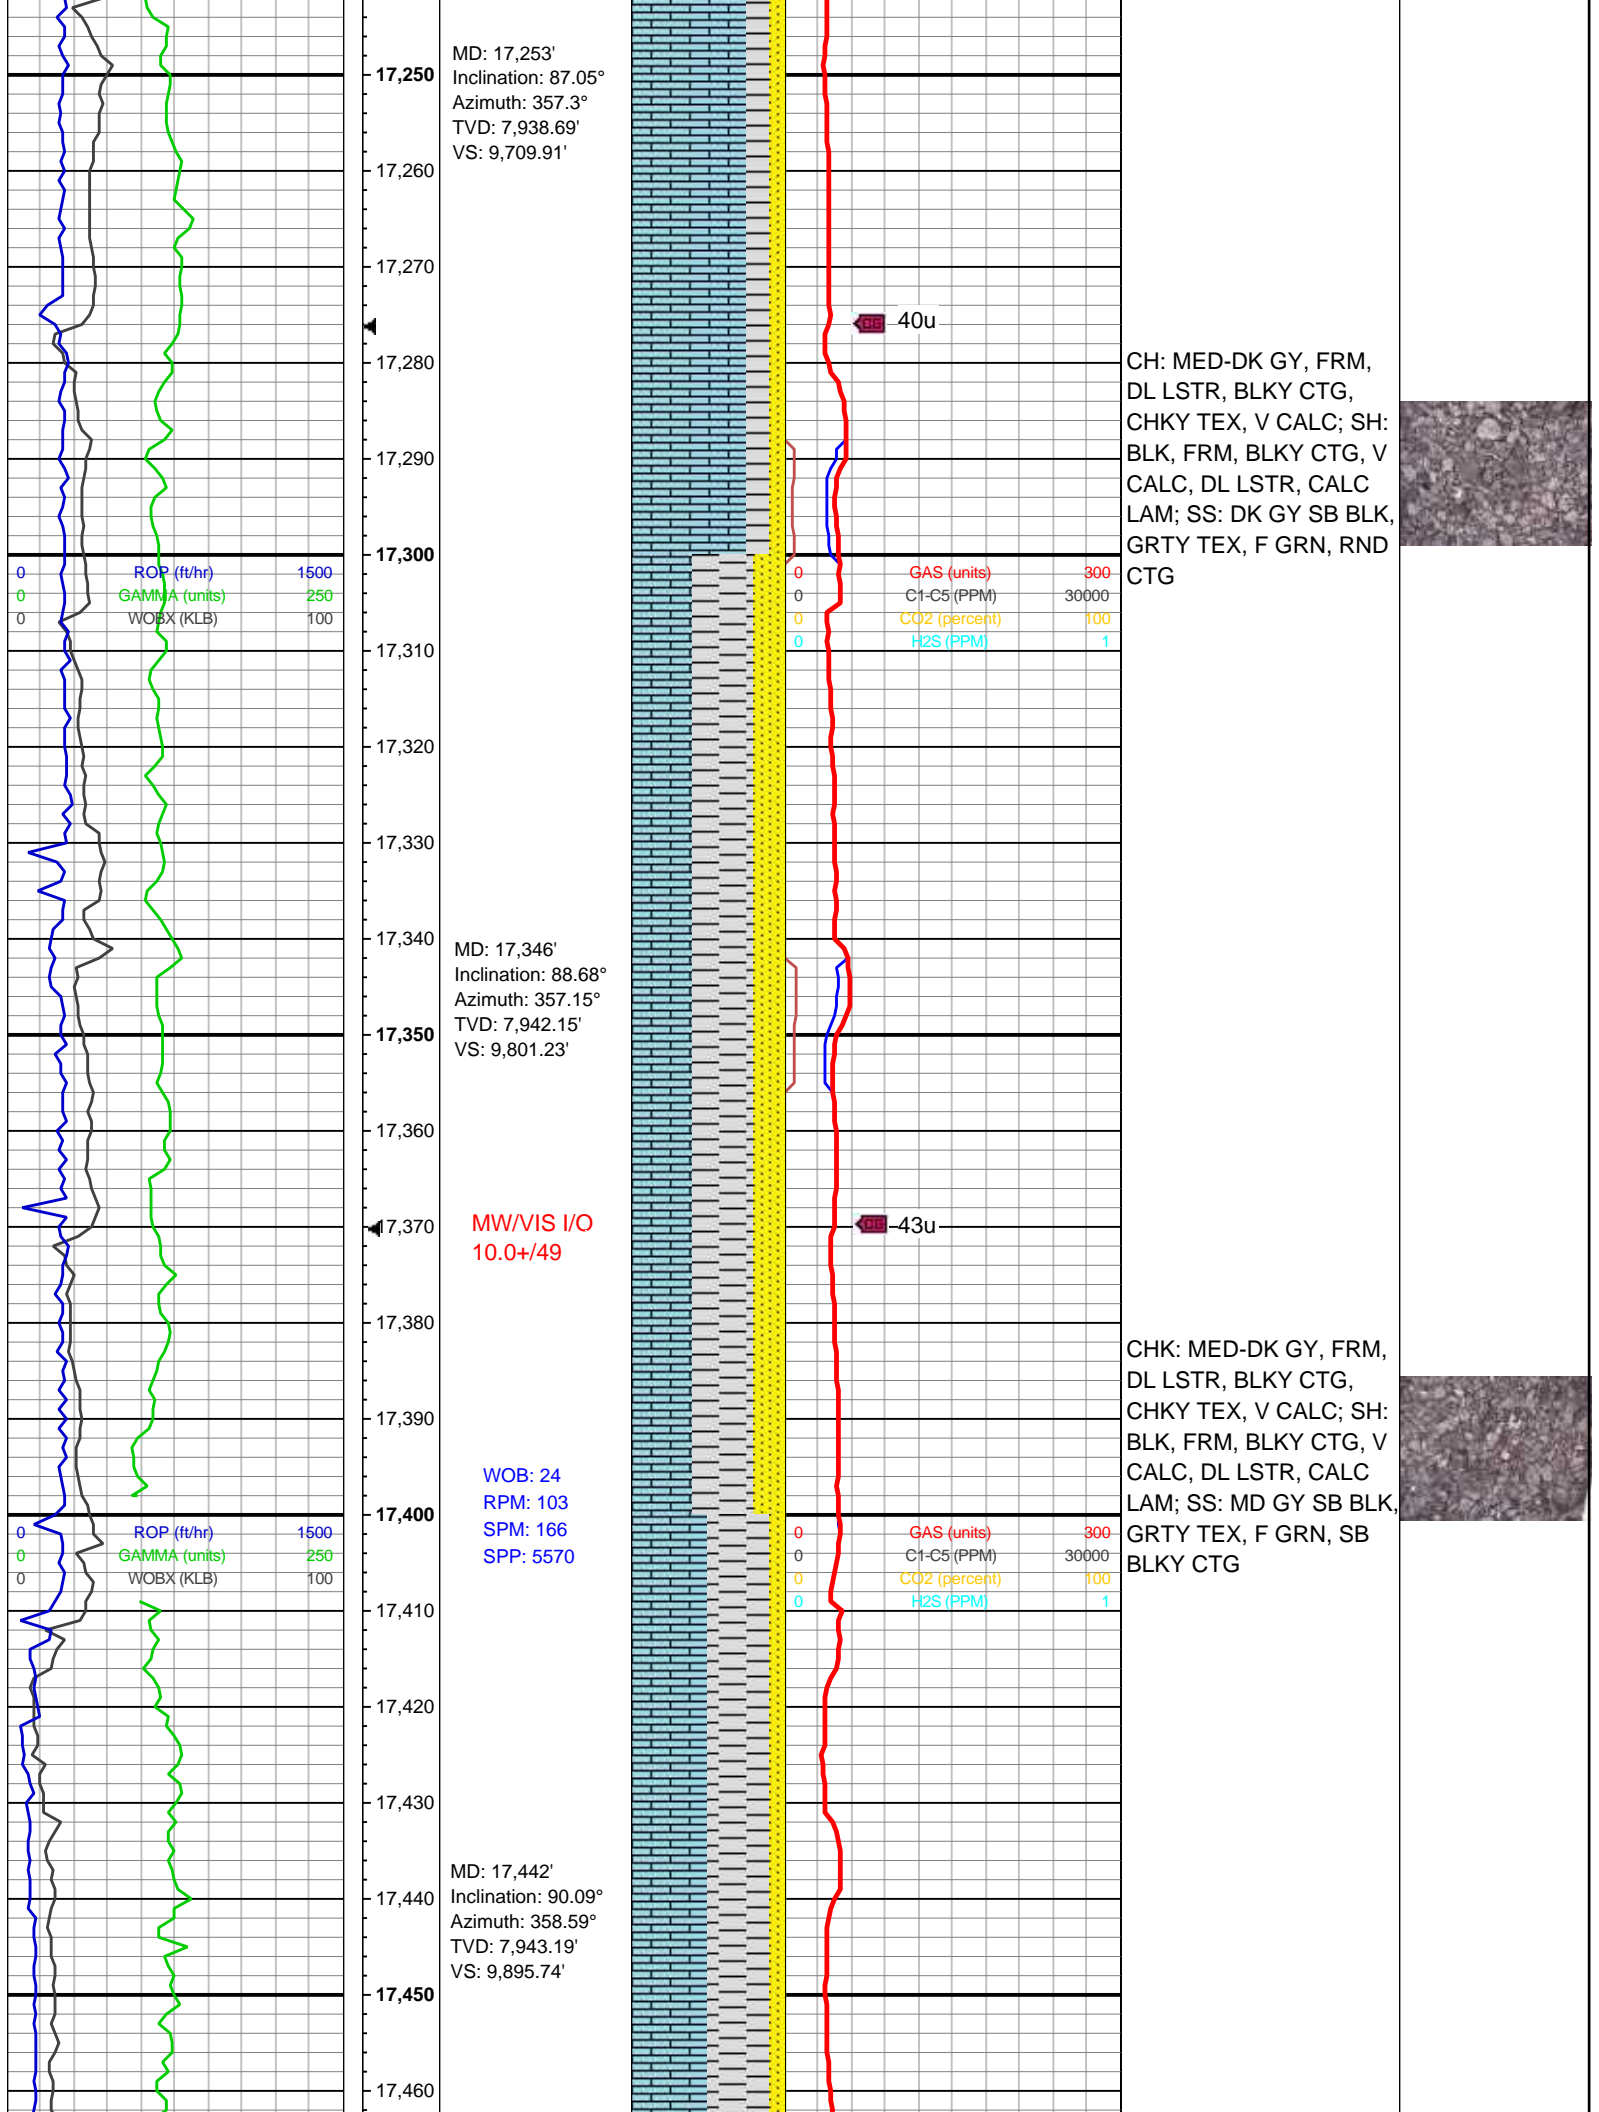 MD: 17,253'
Inclination: 87.05°
Azimuth: 357.3°
TVD: 7,938.69'
VS: 9,709.91'
17,250
17,260
17,270
40u
17,280
CH: MED-DK GY, FRM,
DL LSTR, BLKY CTG,
CHKY TEX, V CALC; SH:
BLK, FRM, BLKY CTG, V
CALC, DL LSTR, CALC
LAM; SS: DK GY SB BLK,
GRTY TEX, F GRN, RND
CTG
17,290
17,300
0 ROP (ft/hr) 1500
0 GAMMA (units) 250
0 WOBX (KLB) 100
0 GAS (units) 300
0 C1-C5 (PPM) 30000
0 CO2 (percent) 100
0 H2S (PPM) 1
17,310
17,320
17,330
17,340
MD: 17,346'
Inclination: 88.68°
Azimuth: 357.15°
TVD: 7,942.15'
VS: 9,801.23'
17,350
17,360
17,370
MW/VIS I/O
10.0+/49
CG 43u
17,380
CHK: MED-DK GY, FRM,
DL LSTR, BLKY CTG,
CHKY TEX, V CALC; SH:
BLK, FRM, BLKY CTG, V
CALC, DL LSTR, CALC
LAM; SS: MD GY SB BLK,
GRTY TEX, F GRN, SB
BLKY CTG
17,390
WOB: 24
RPM: 103
SPM: 166
SPP: 5570
17,400
0 ROP (ft/hr) 1500
0 GAMMA (units) 250
0 WOBX (KLB) 100
0 GAS (units) 300
0 C1-C5 (PPM) 30000
0 CO2 (percent) 100
0 H2S (PPM) 1
17,410
17,420
17,430
17,440
MD: 17,442'
Inclination: 90.09°
Azimuth: 358.59°
TVD: 7,943.19'
VS: 9,895.74'
17,450
17,460